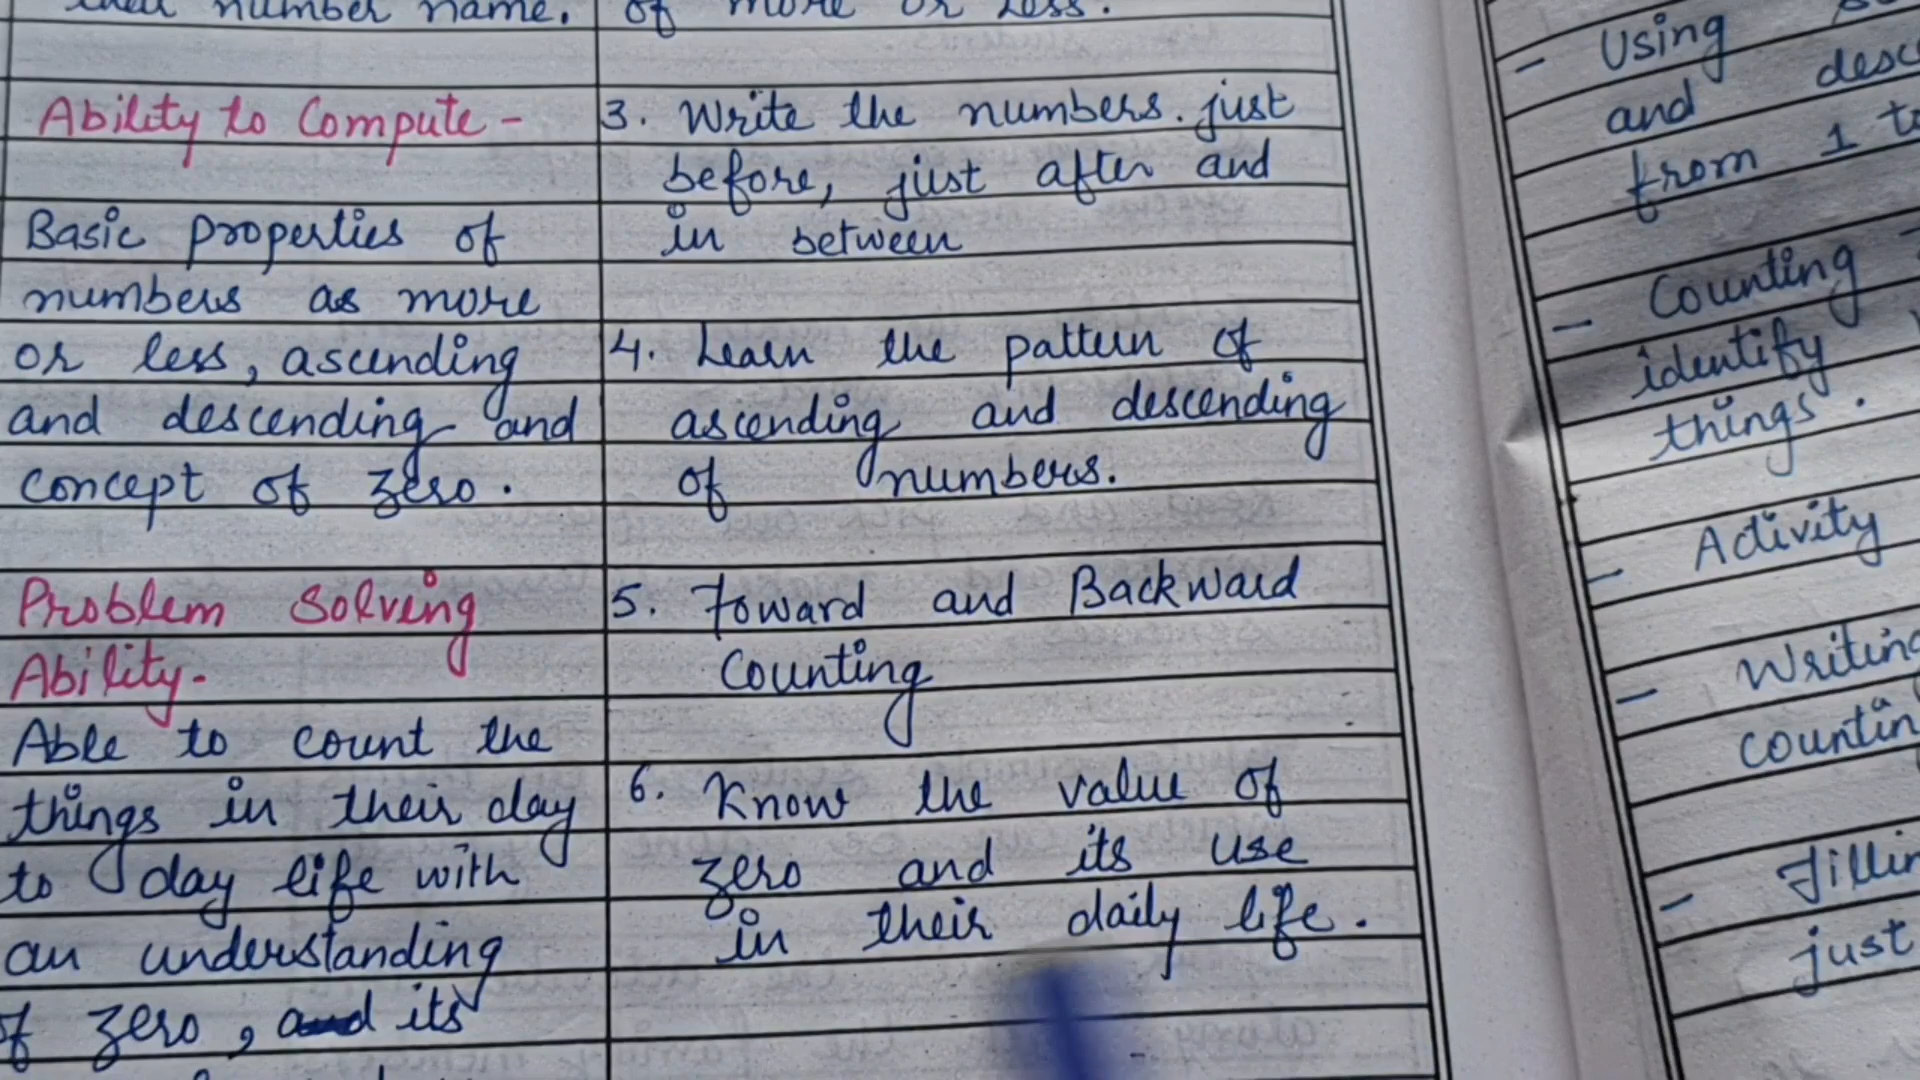 their number name.
Ability to Compute -
Basic properties of
numbers as more
or less, ascending
and descending and
concept of zero.
Problem Solving
Ability.
Able to count the
things in their day
to day life with
an understanding
of zero, and its
of more or less.
3. Write the numbers. just
before, just after and
in between
4. Learn the pattern of
ascending and descending
of numbers.
5. Foward and Backward
Counting
6. Know the value of
zero and its use
in their daily life.
- Using
and
from 1
- Counting -
identify
things.
- Activity
- Writing
- 
just